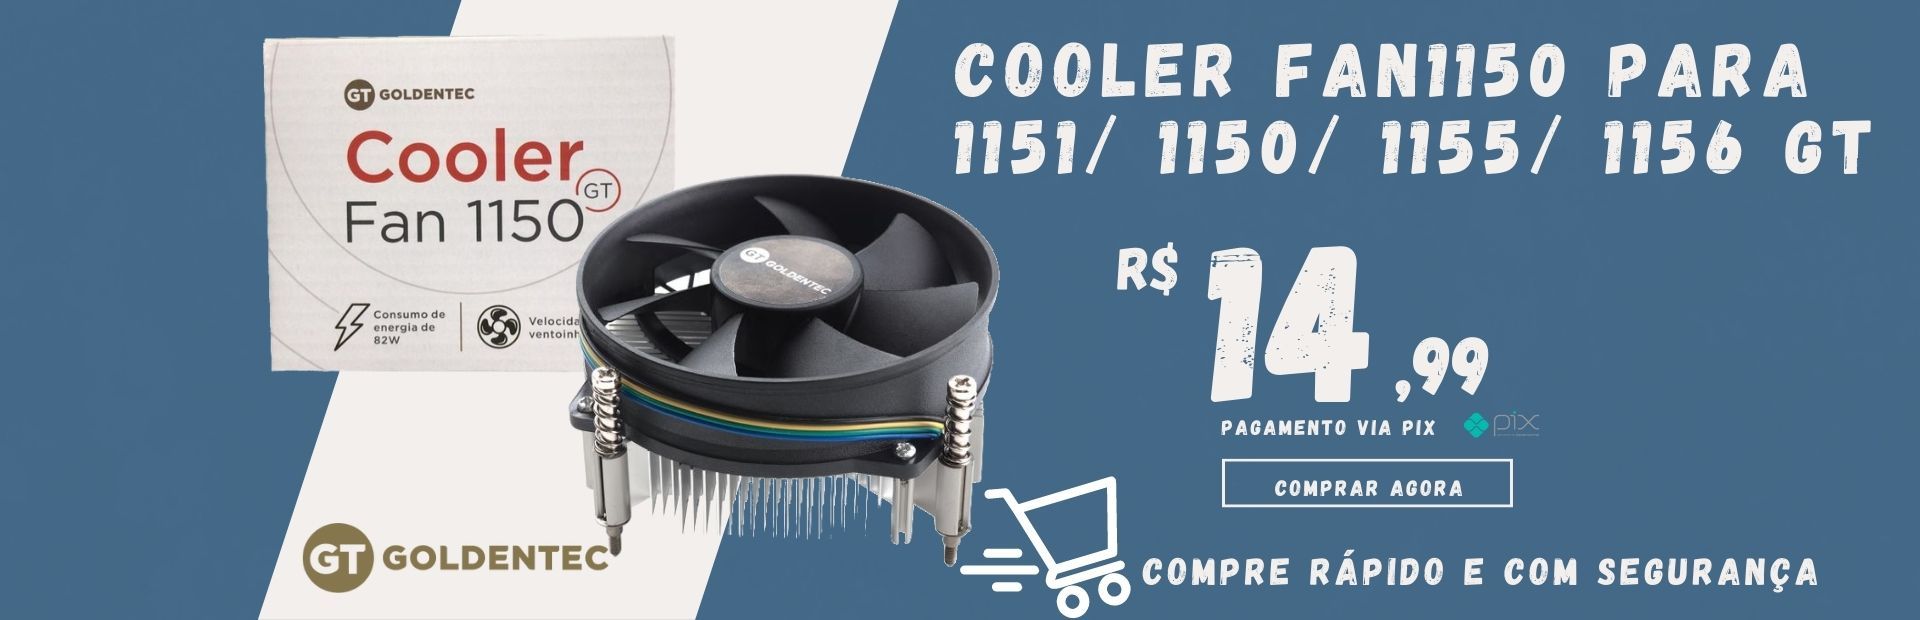 GT GOLDENTEC
Cooler
GT
Fan 1150
Consumo de
energia de
82W
GT GOLDENTEC
GT GOLDENTEC
COOLER FAN1150 PARA
1151/ 1150/ 1155/ 1156 GT
R$ 14,99
PAGAMENTO VIA PIX pix
COMPRAR AGORA
COMPRE RÁPIDO E COM SEGURANÇA